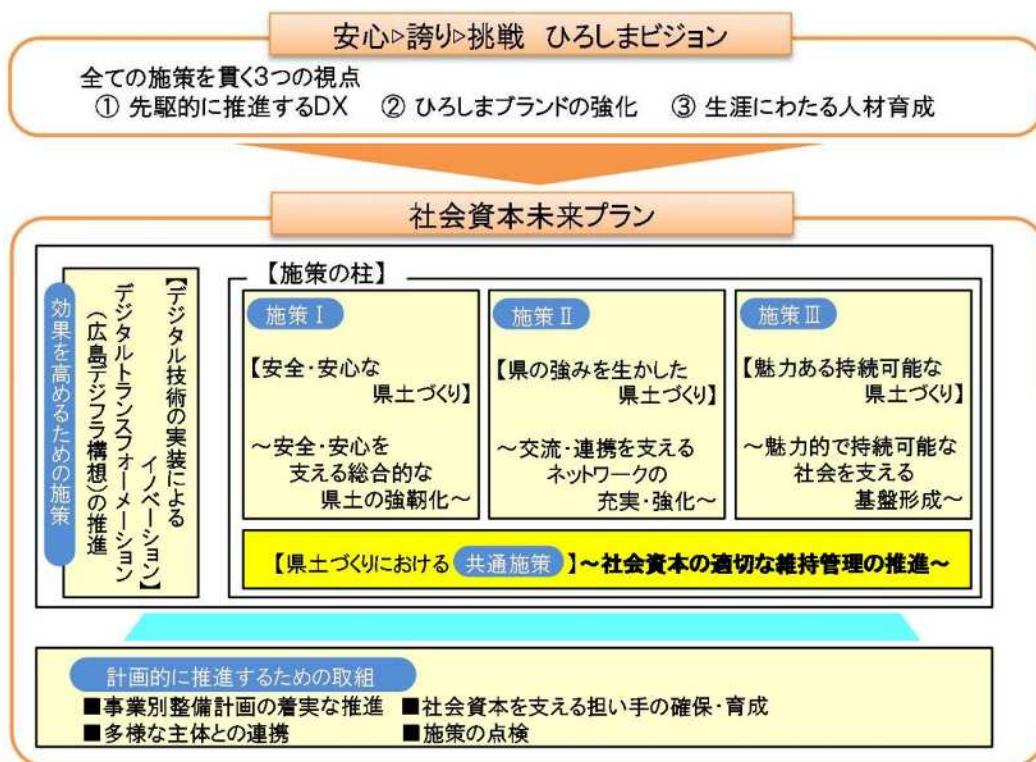 安心▷誇り▷挑戦 ひろしまビジョン
全ての施策を貫く3つの視点
① 先駆的に推進するDX ② ひろしまブランドの強化 ③ 生涯にわたる人材育成
社会資本未来プラン
効果を高めるための施策
【デジタル技術の実装による
イノベーション】
デジタルトランスフォーメーション
(広島デジフラ構想)の推進
【施策の柱】
施策Ⅰ
【安全・安心な
県土づくり】
～安全・安心を
支える総合的な
県土の強靭化～
施策Ⅱ
【県の強みを生かした
県土づくり】
～交流・連携を支える
ネットワークの
充実・強化～
施策Ⅲ
【魅力ある持続可能な
県土づくり】
～魅力的で持続可能な
社会を支える
基盤形成～
【県土づくりにおける 共通施策 】～社会資本の適切な維持管理の推進～
計画的に推進するための取組
■事業別整備計画の着実な推進 ■社会資本を支える担い手の確保・育成
■多様な主体との連携 ■施策の点検